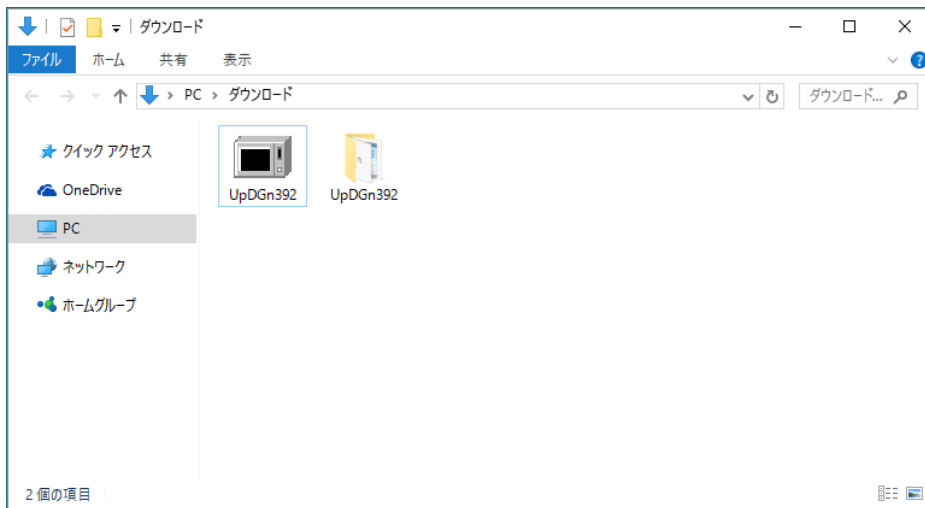 ダウンロード
ファイル ホーム 共有 表示
PC ダウンロード ダウンロード...
クイック アクセス
OneDrive
PC
ネットワーク
ホームグループ
UpDGn392 UpDGn392
2 個の項目